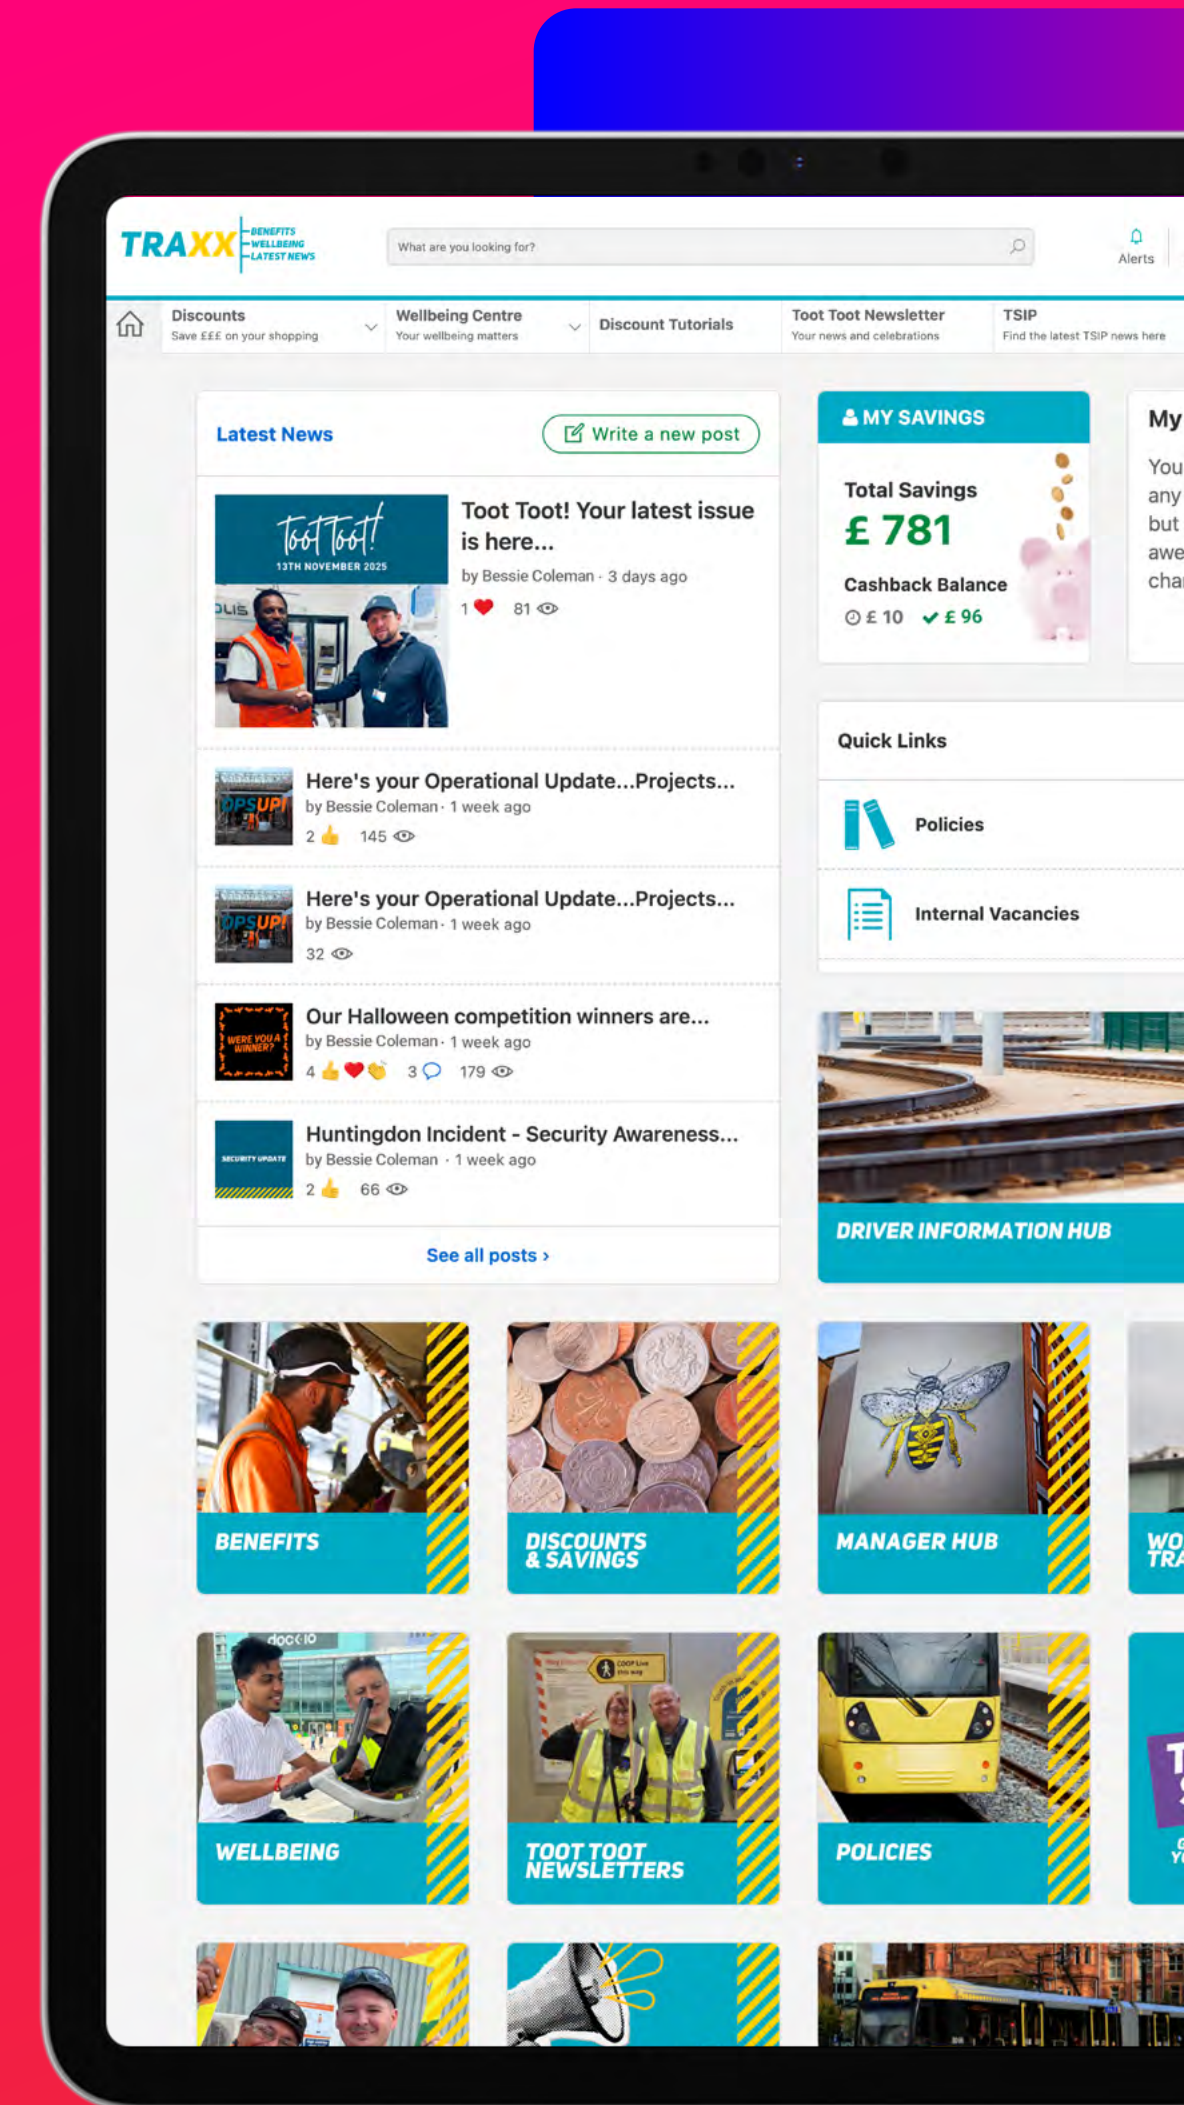 TRAXX
BENEFITS
WELLBEING
LATEST NEWS
What are you looking for?
Alerts
Discounts
Save £££ on your shopping
Wellbeing Centre
Your wellbeing matters
Discount Tutorials
Toot Toot Newsletter
Your news and celebrations
TSIP
Find the latest TSIP news here
Latest News
Write a new post
Toot Toot!
13TH NOVEMBER 2025
OLIS
Toot Toot! Your latest issue
is here...
by Bessie Coleman · 3 days ago
1 81
OPSUP!
Here's your Operational Update...Projects...
by Bessie Coleman · 1 week ago
2 145
OPSUP!
Here's your Operational Update...Projects...
by Bessie Coleman · 1 week ago
32
WERE YOU A
WINNER?
Our Halloween competition winners are...
by Bessie Coleman · 1 week ago
4 3 179
SECURITY UPDATE
Huntingdon Incident - Security Awareness...
by Bessie Coleman · 1 week ago
2 66
See all posts ›
MY SAVINGS
Total Savings
£ 781
Cashback Balance
£ 10 £ 96
My
You
any
but
awe
cha
Quick Links
Policies
Internal Vacancies
DRIVER INFORMATION HUB
BENEFITS
DISCOUNTS
& SAVINGS
MANAGER HUB
WO
TRA
dock10
COOP Live
this way
WELLBEING
TOOT TOOT
NEWSLETTERS
POLICIES